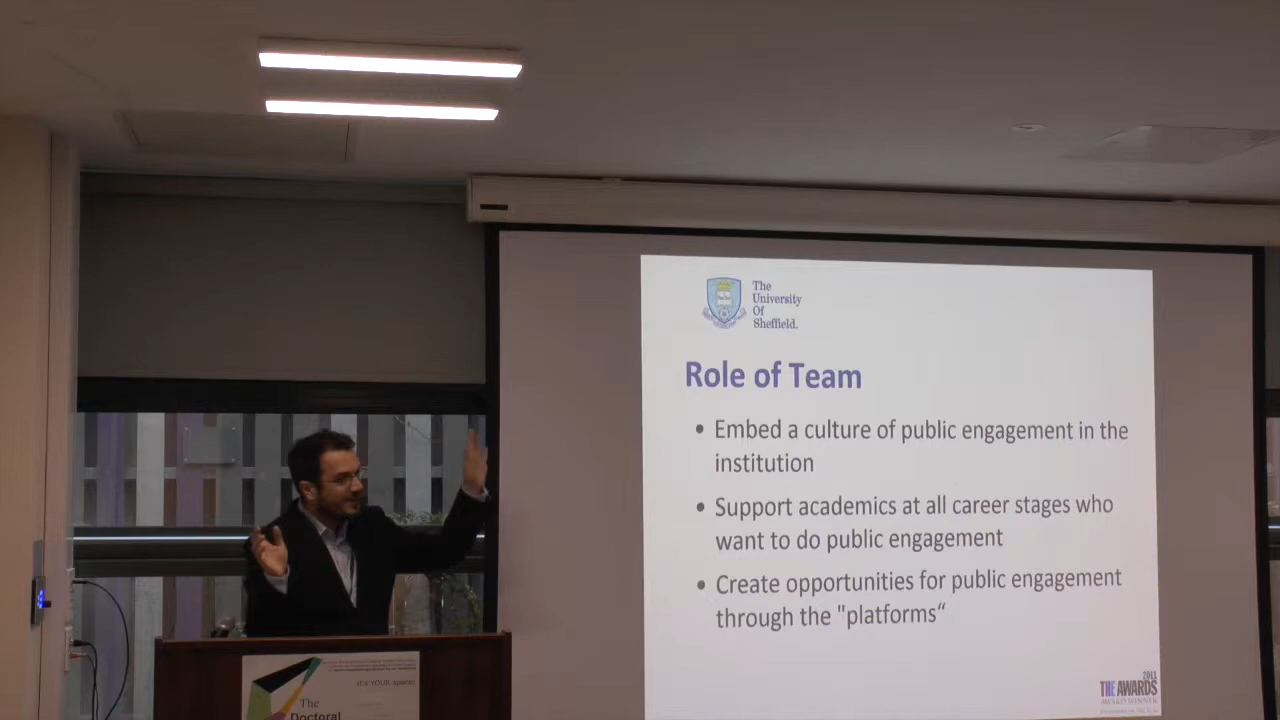 The
University
Of
Sheffield.
Role of Team
• Embed a culture of public engagement in the
institution
• Support academics at all career stages who
want to do public engagement
• Create opportunities for public engagement
through the "platforms“
2011
THE AWARDS
AWARD WINNER
It's YOUR space!
The
Doctoral